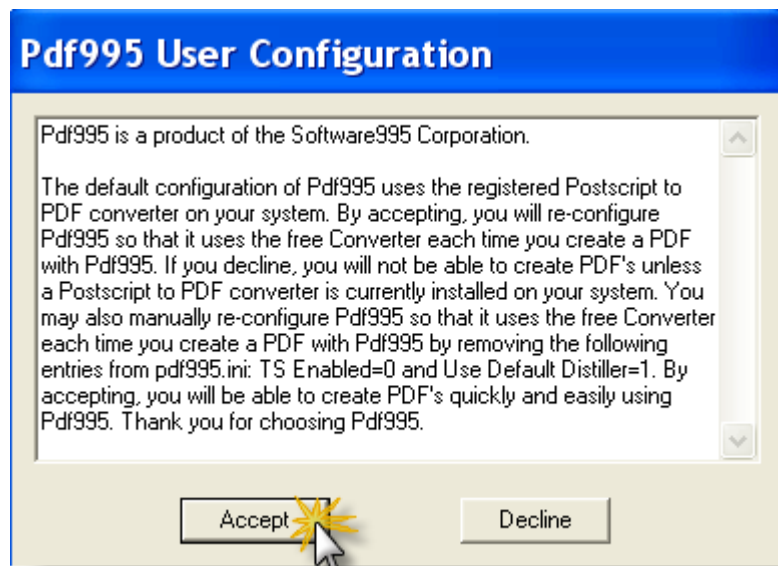 Pdf995 User Configuration
Pdf995 is a product of the Software995 Corporation.
The default configuration of Pdf995 uses the registered Postscript to
PDF converter on your system. By accepting, you will re-configure
Pdf995 so that it uses the free Converter each time you create a PDF
with Pdf995. If you decline, you will not be able to create PDF's unless
a Postscript to PDF converter is currently installed on your system. You
may also manually re-configure Pdf995 so that it uses the free Converter
each time you create a PDF with Pdf995 by removing the following
entries from pdf995.ini: TS Enabled=0 and Use Default Distiller=1. By
accepting, you will be able to create PDF's quickly and easily using
Pdf995. Thank you for choosing Pdf995.
Accept
Decline